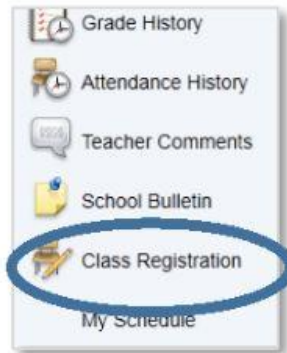 Grade History
Attendance History
Teacher Comments
School Bulletin
Class Registration
My Schedule